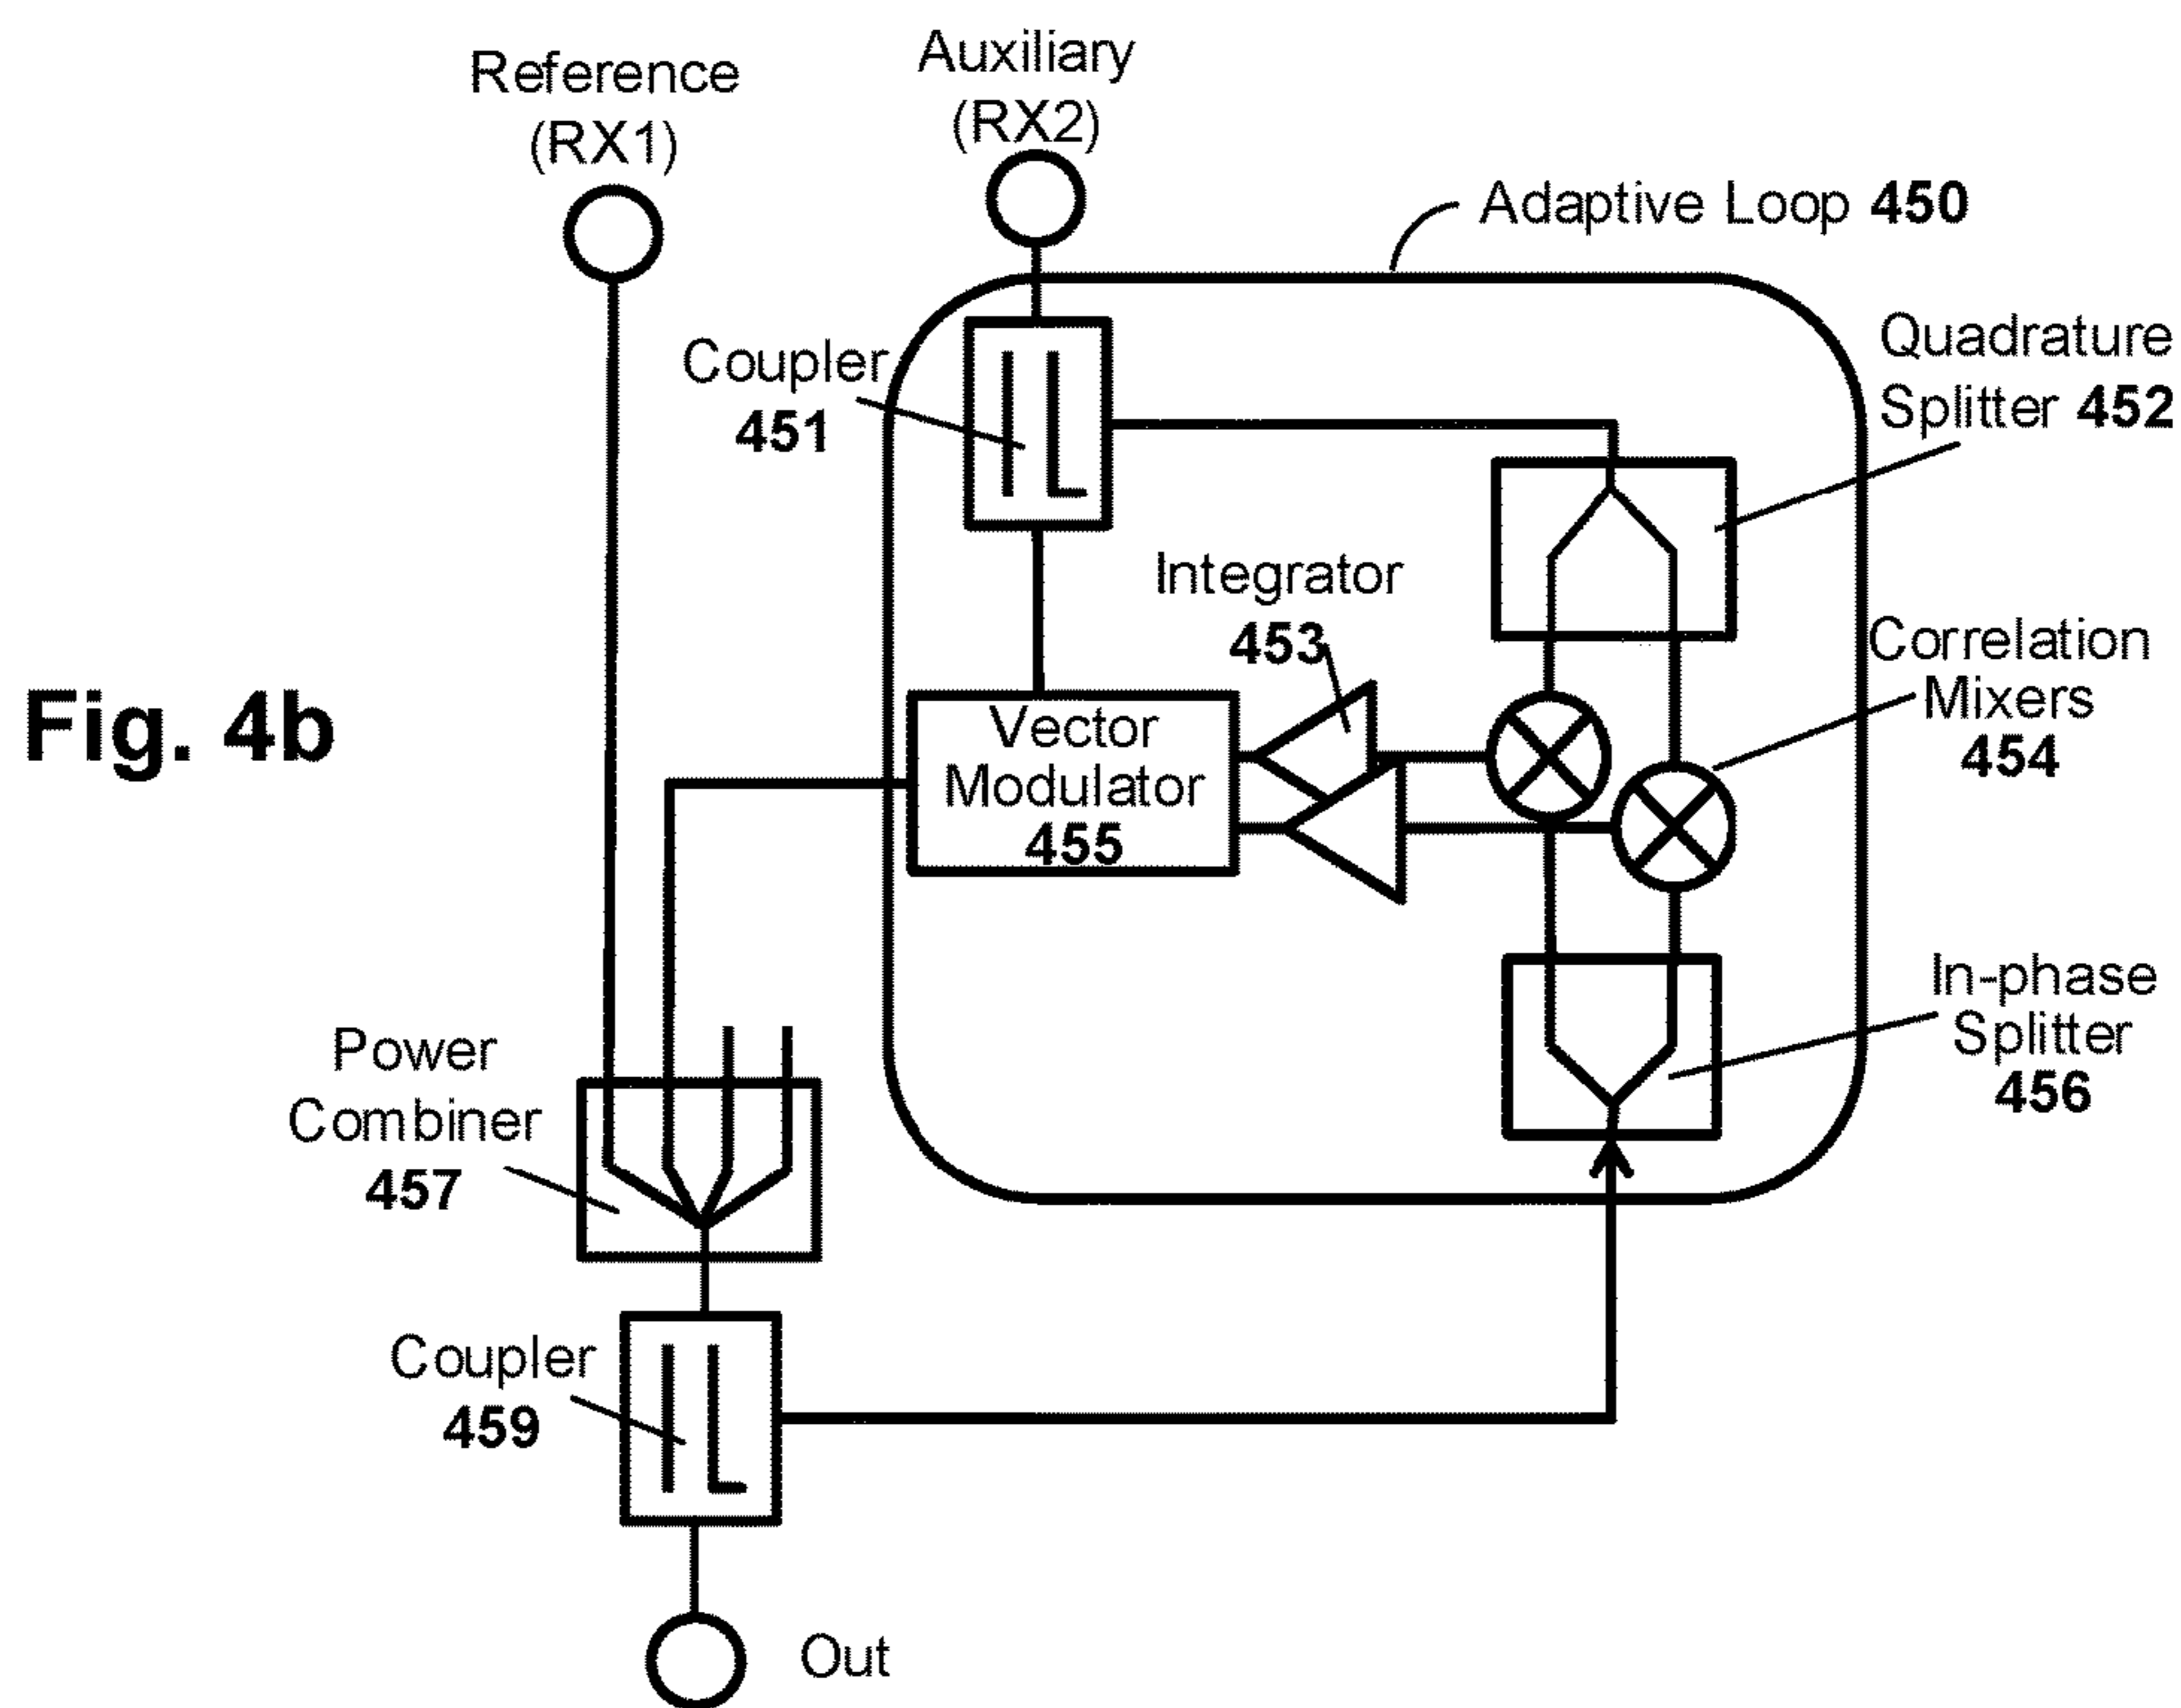 Reference
(RX1)
Auxiliary
(RX2)
Adaptive Loop 450
Coupler
451
Quadrature
Splitter 452
Integrator
453
Correlation
Mixers
454
Fig. 4b
Vector
Modulator
455
In-phase
Splitter
456
Power
Combiner
457
Coupler
459
Out